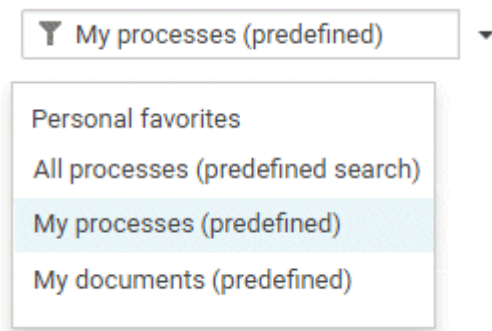 My processes (predefined)
Personal favorites
All processes (predefined search)
My processes (predefined)
My documents (predefined)